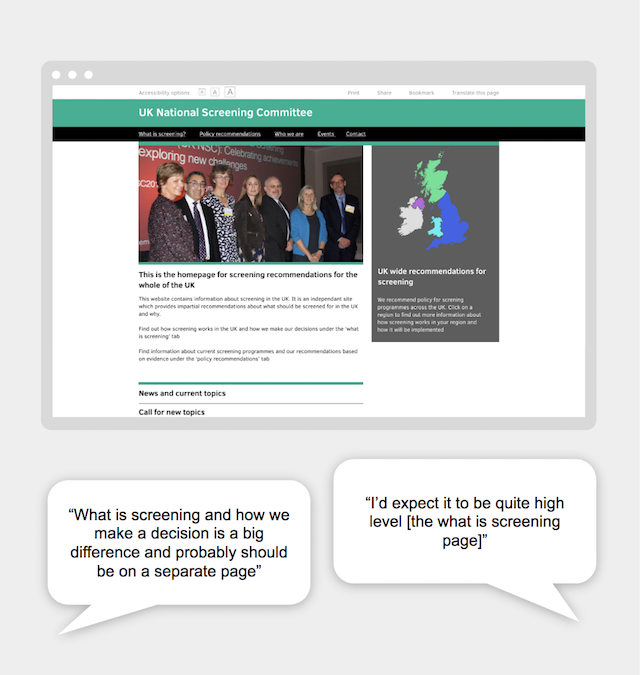 Accessibility options A A A Print Share Bookmark Translate this page
UK National Screening Committee
What is screening? Policy recommendations Who we are Events Contact
(UK NSC): Celebrating achievements
exploring new challenges
SC201
em
This is the homepage for screening recommendations for the
whole of the UK
This website contains information about screening in the UK. It is an independant site
which provides impartial recommendations about what should be screened for in the UK
and why.
Find out how screening works in the UK and how we make our decisions under the ‘what
is screening’ tab
Find information about current screening programmes and our recommendations based
on evidence under the ‘policy recommendations’ tab
News and current topics
Call for new topics
UK wide recommendations for
screening
We recommend policy for screning
programmes across the UK. Click on a
region to find out more information about
how screening works in your region and
how it will be implemented
“What is screening and how we
make a decision is a big
difference and probably should
be on a separate page”
“I’d expect it to be quite high
level [the what is screening
page]”